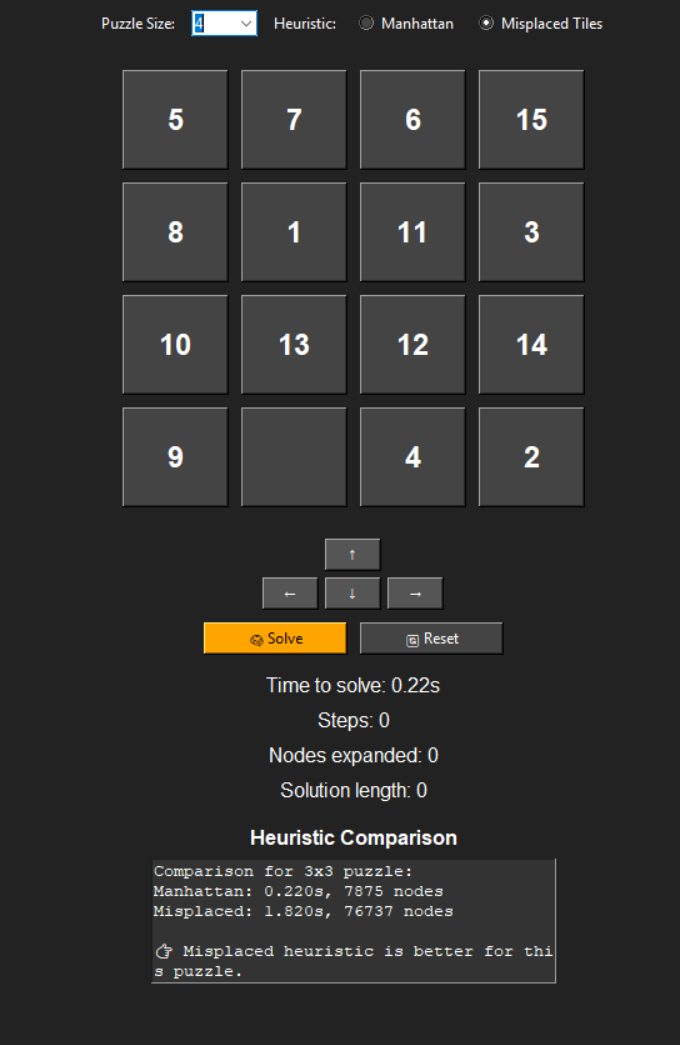 Puzzle Size: 4 Heuristic: Manhattan Misplaced Tiles
5 7 6 15
8 1 11 3
10 13 12 14
9 4 2
↑
← ↓ →
Solve Reset
Time to solve: 0.22s
Steps: 0
Nodes expanded: 0
Solution length: 0
Heuristic Comparison
Comparison for 3x3 puzzle:
Manhattan: 0.220s, 7875 nodes
Misplaced: 1.820s, 76737 nodes
👉 Misplaced heuristic is better for thi
s puzzle.